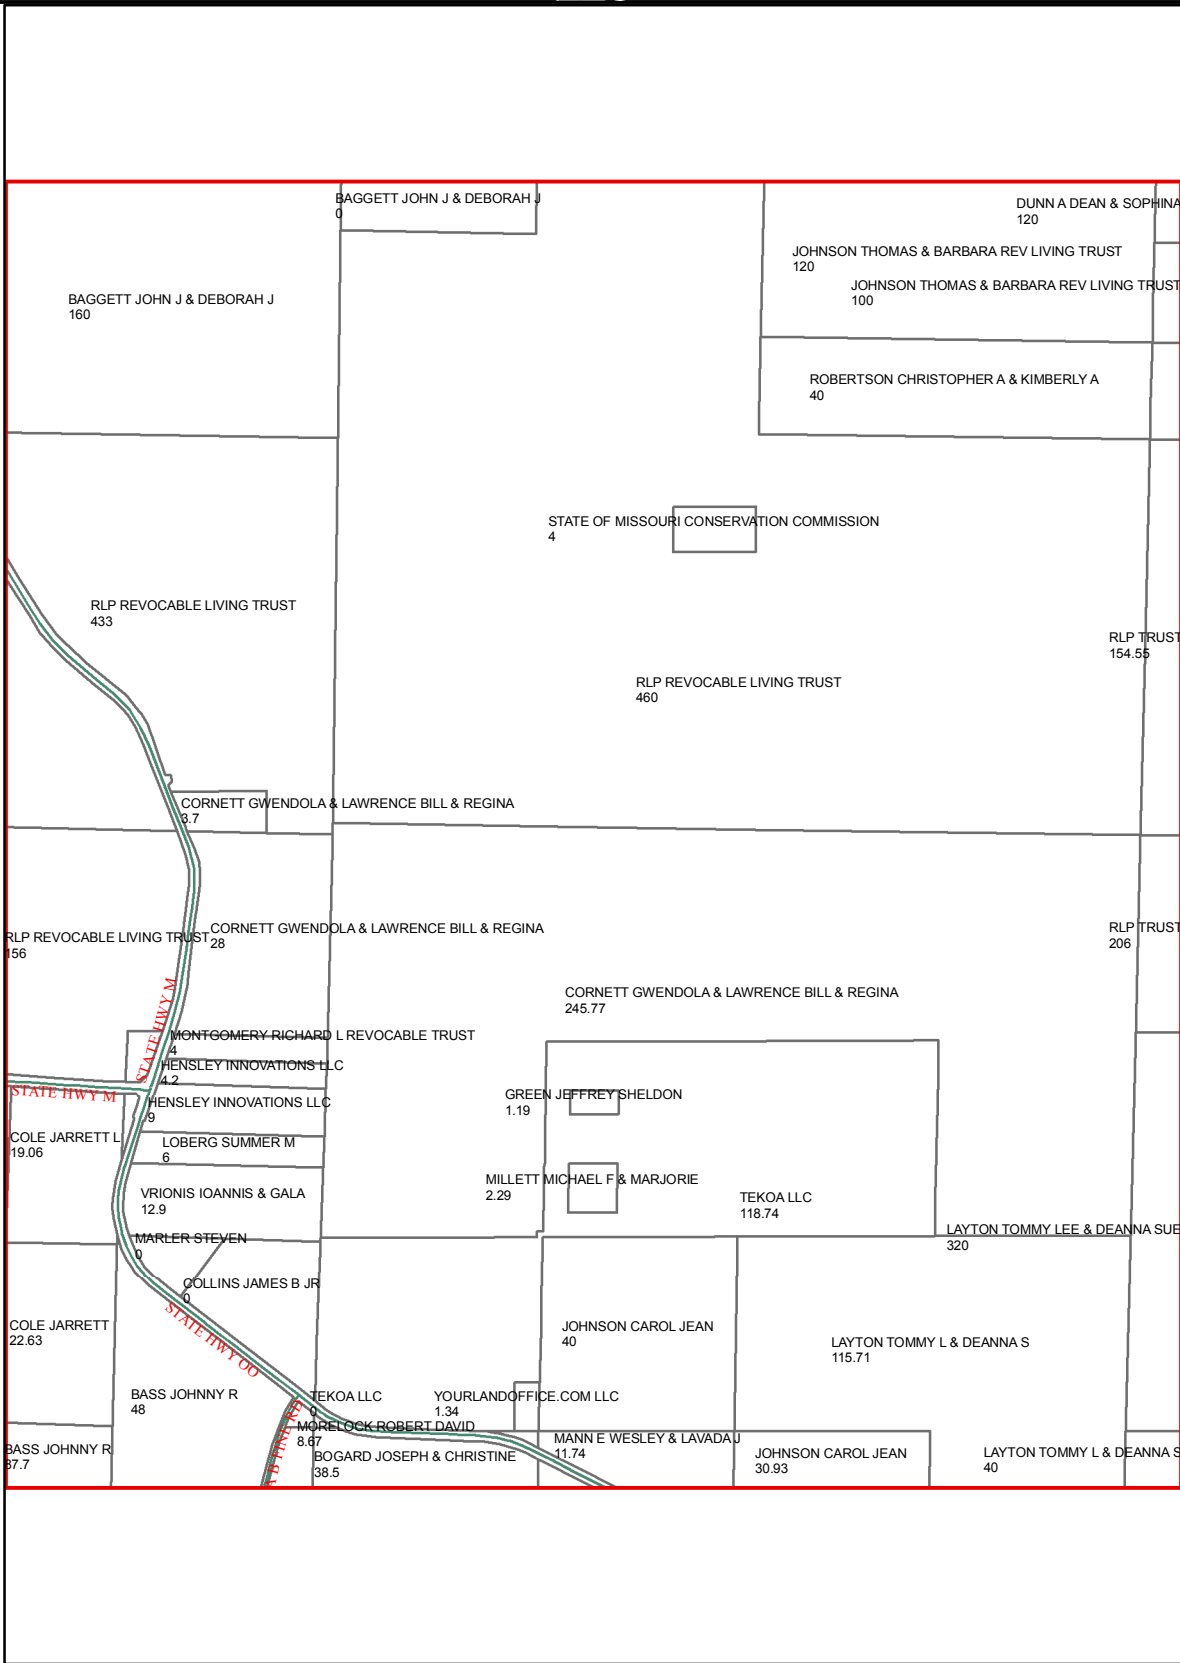 BAGGETT JOHN J & DEBORAH J
0
DUNN A DEAN & SOPHINA
120
JOHNSON THOMAS & BARBARA REV LIVING TRUST
120
JOHNSON THOMAS & BARBARA REV LIVING TRUST
100
BAGGETT JOHN J & DEBORAH J
160
ROBERTSON CHRISTOPHER A & KIMBERLY A
40
STATE OF MISSOURI CONSERVATION COMMISSION
4
RLP REVOCABLE LIVING TRUST
433
RLP TRUST
154.55
RLP REVOCABLE LIVING TRUST
460
CORNETT GWENDOLA & LAWRENCE BILL & REGINA
3.7
RLP REVOCABLE LIVING TRUST
156
CORNETT GWENDOLA & LAWRENCE BILL & REGINA
28
RLP TRUST
206
CORNETT GWENDOLA & LAWRENCE BILL & REGINA
245.77
STATE HWY M
MONTGOMERY RICHARD L REVOCABLE TRUST
4
HENSLEY INNOVATIONS LLC
4.2
STATE HWY M
HENSLEY INNOVATIONS LLC
9
GREEN JEFFREY SHELDON
1.19
COLE JARRETT L
19.06
LOBERG SUMMER M
6
MILLETT MICHAEL F & MARJORIE
2.29
VRIONIS IOANNIS & GALA
12.9
TEKOA LLC
118.74
LAYTON TOMMY LEE & DEANNA SUE
320
MARLER STEVEN
0
COLLINS JAMES B JR
0
STATE HWY OO
COLE JARRETT
22.63
JOHNSON CAROL JEAN
40
LAYTON TOMMY L & DEANNA S
115.71
BASS JOHNNY R
48
TEKOA LLC
0
YOURLANDOFFICE.COM LLC
1.34
A B PINE RD
MORELOCK ROBERT DAVID
8.67
BASS JOHNNY R
37.7
BOGARD JOSEPH & CHRISTINE
38.5
MANN E WESLEY & LAVADA J
11.74
JOHNSON CAROL JEAN
30.93
LAYTON TOMMY L & DEANNA S
40